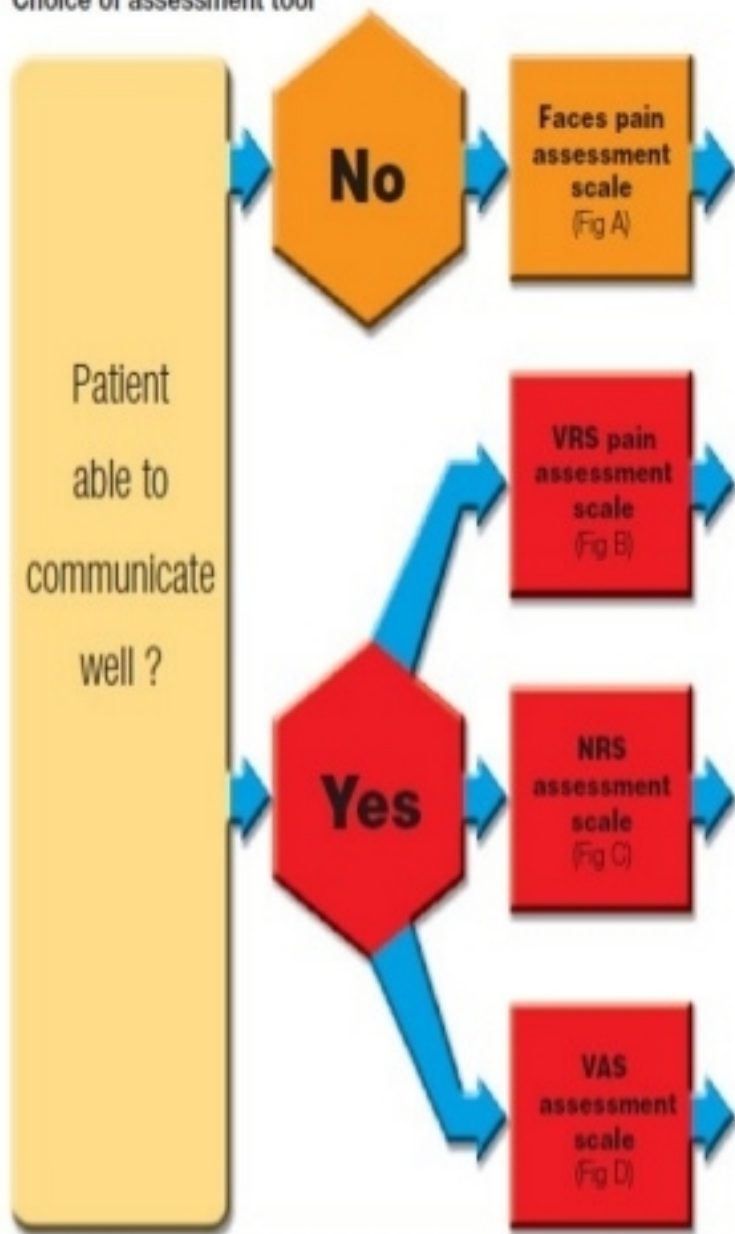 Choice of assessment tool
Patient
able to
communicate
well ?
No
Faces pain
assessment
scale
(Fig A)
VRS pain
assessment
scale
(Fig B)
Yes
NRS
assessment
scale
(Fig C)
VAS
assessment
scale
(Fig D)